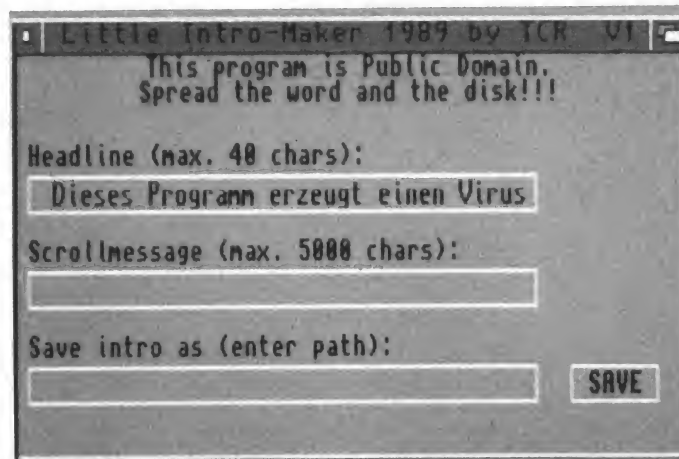 Little Intro-Maker 1989 by TCR V1
This program is Public Domain.
Spread the word and the disk!!!
Headline (max. 40 chars):
Dieses Programm erzeugt einen Virus
Scrollmessage (max. 5000 chars):
Save intro as (enter path):
SAVE